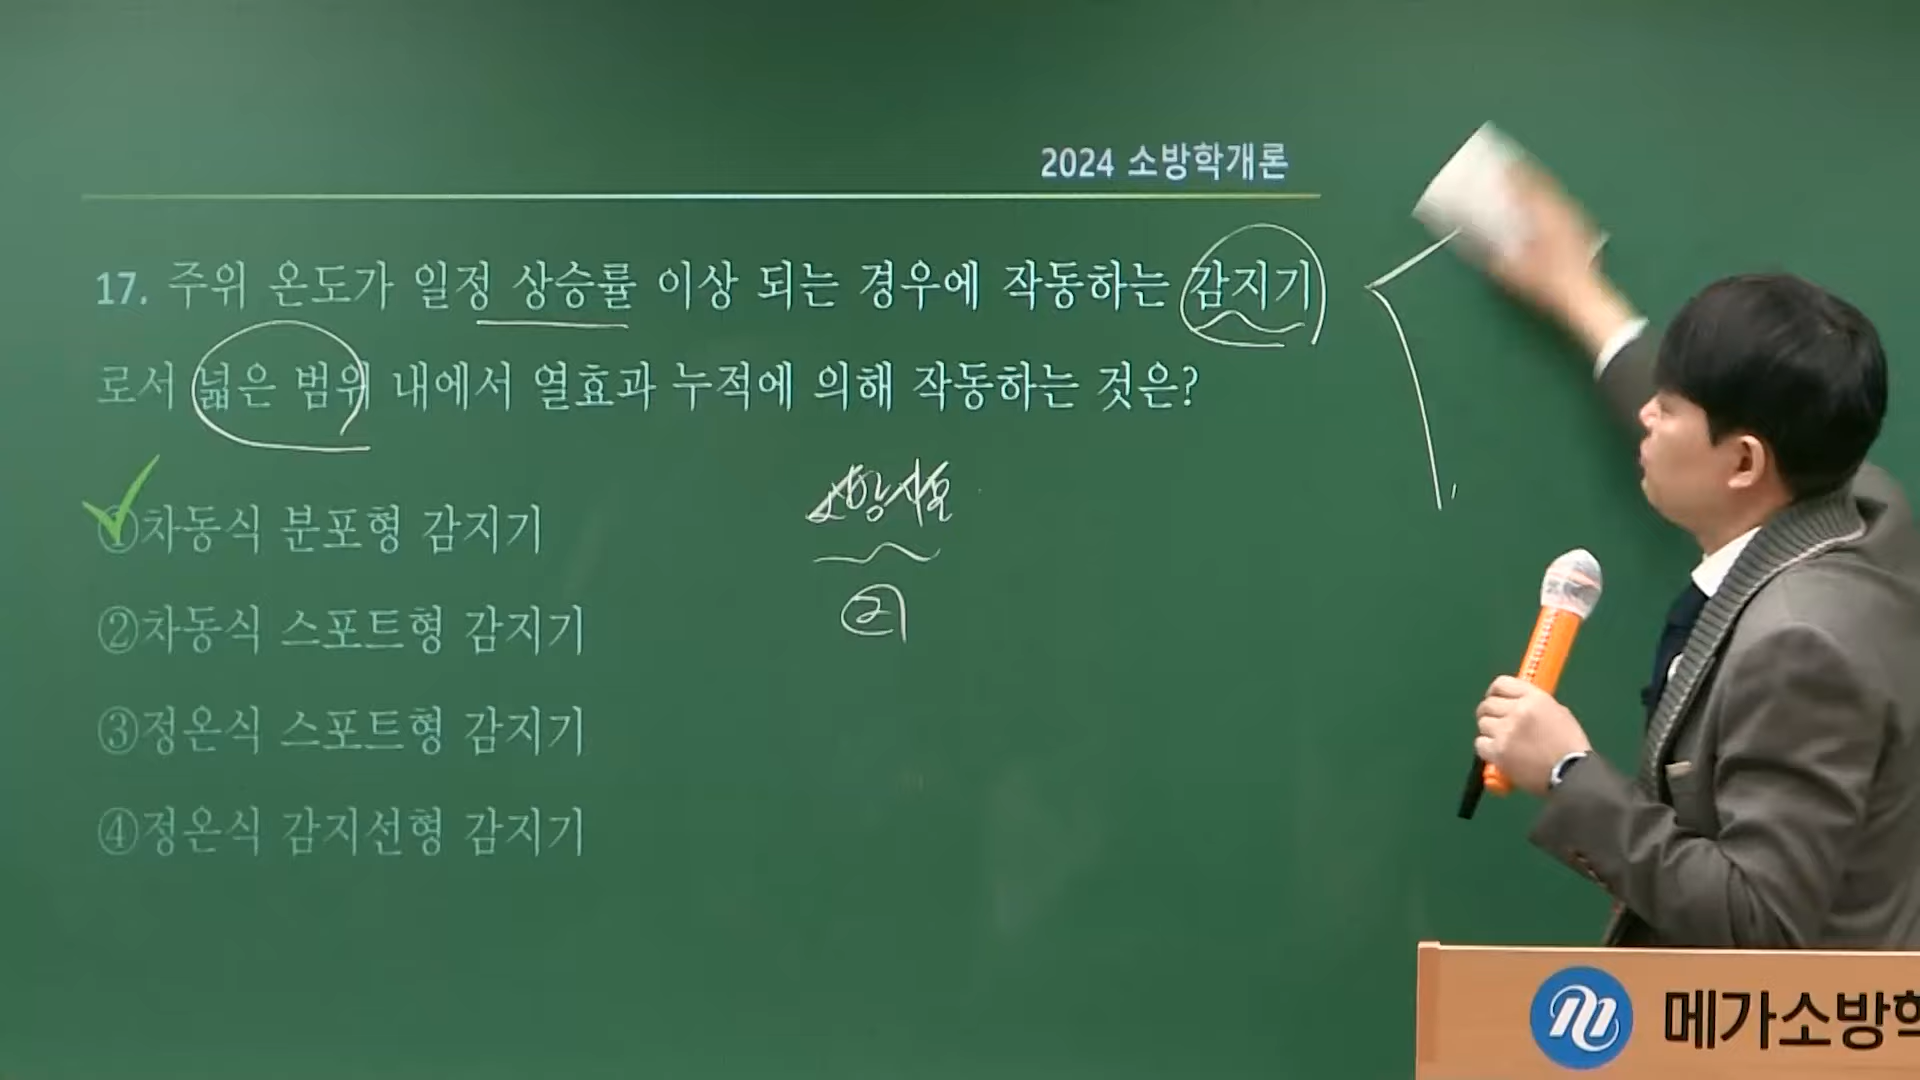 2024 소방학개론
17. 주위 온도가 일정 상승률 이상 되는 경우에 작동하는 감지기
로서 넓은 범위 내에서 열효과 누적에 의해 작동하는 것은?
①차동식 분포형 감지기
②차동식 스포트형 감지기
③정온식 스포트형 감지기
④정온식 감지선형 감지기
메가소방학